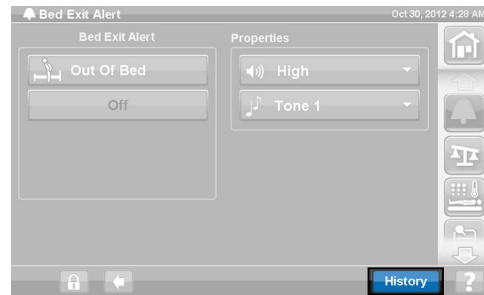 Bed Exit Alert
Oct 30, 2012 4:28 AM
Bed Exit Alert
Out Of Bed
Off
Properties
High
Tone 1
History
?